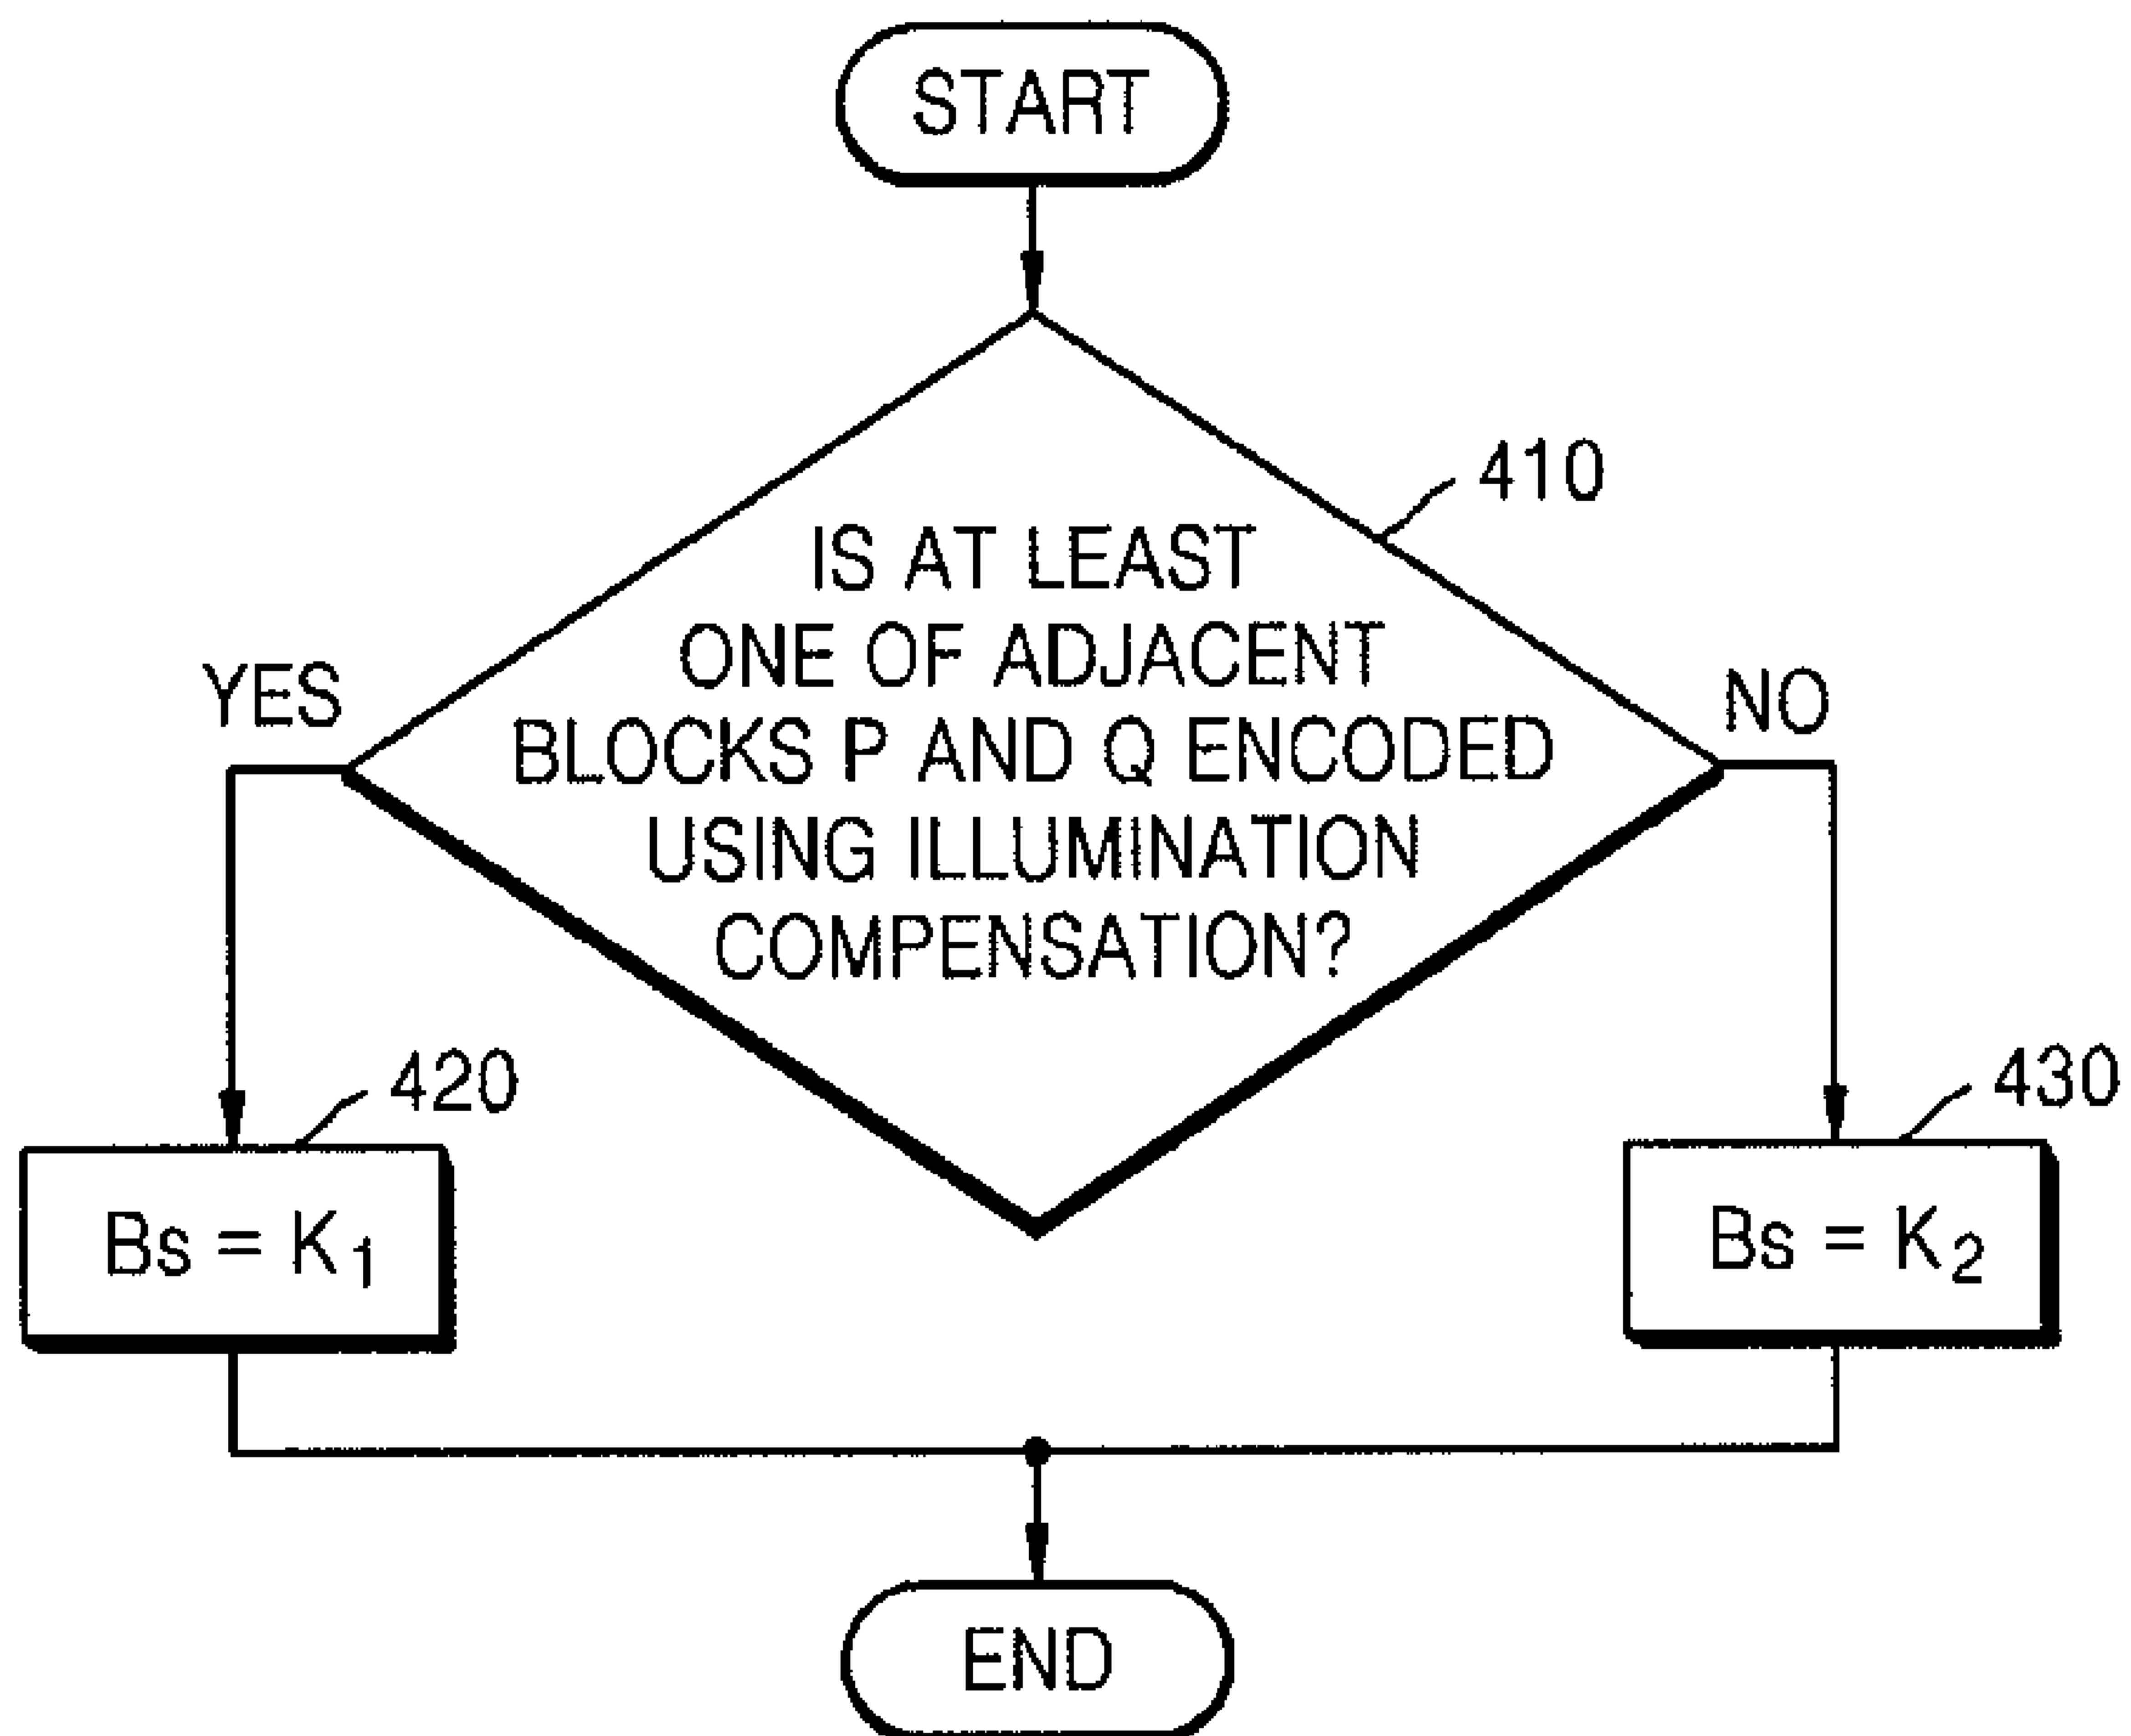 START
410
IS AT LEAST
ONE OF ADJACENT
BLOCKS P AND Q ENCODED
USING ILLUMINATION
COMPENSATION?
YES
NO
420
Bs = K1
430
Bs = K2
END